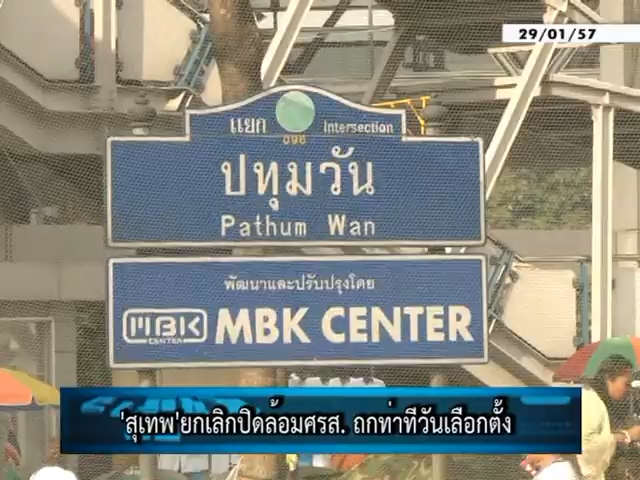 29/01/57
แยก Intersection
096
ปทุมวัน
Pathum Wan
พัฒนาและปรับปรุงโดย
MBK CENTER MBK CENTER
'สุเทพ'ยกเลิกปิดล้อมศรส. ถกท่าทีวันเลือกตั้ง